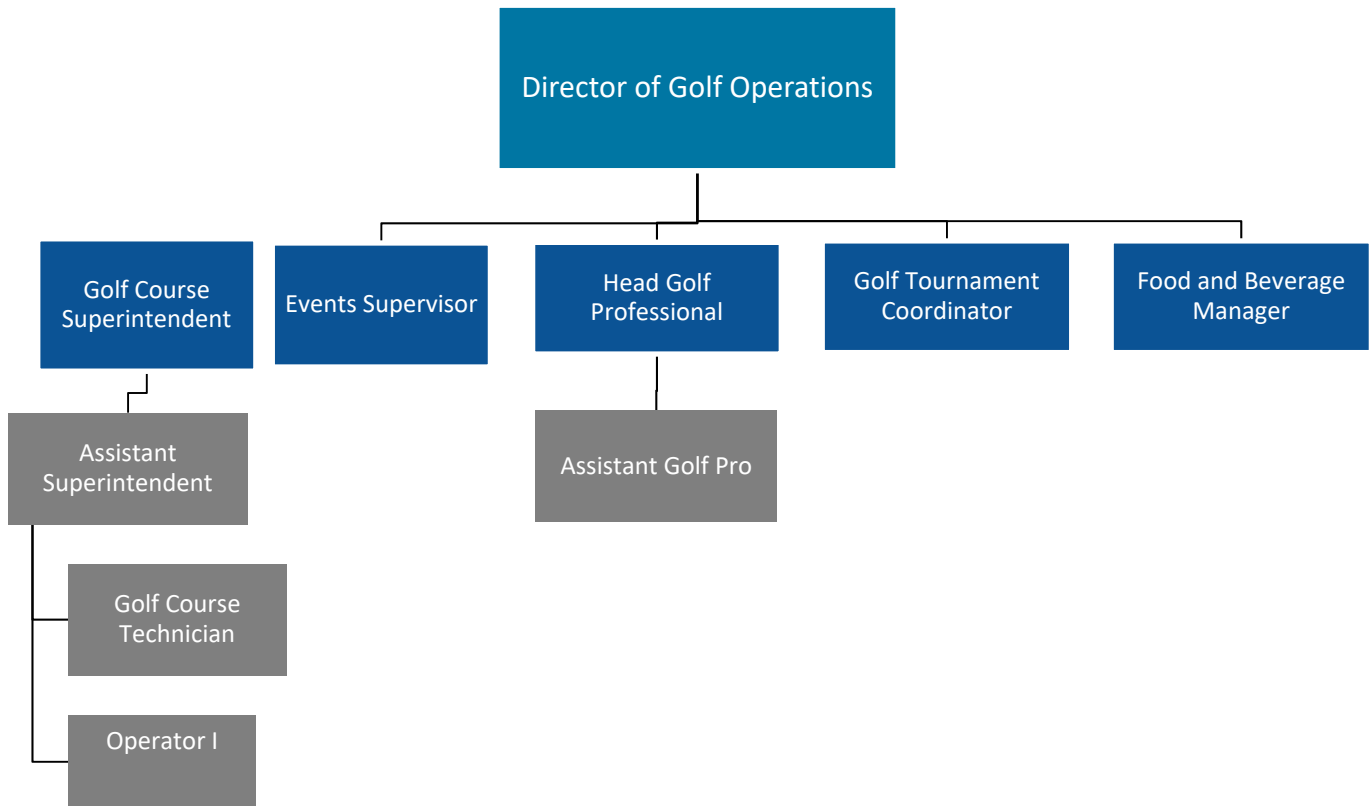 Director of Golf Operations
Golf Course
Superintendent
Events Supervisor
Head Golf
Professional
Golf Tournament
Coordinator
Food and Beverage
Manager
Assistant
Superintendent
Assistant Golf Pro
Golf Course
Technician
Operator I